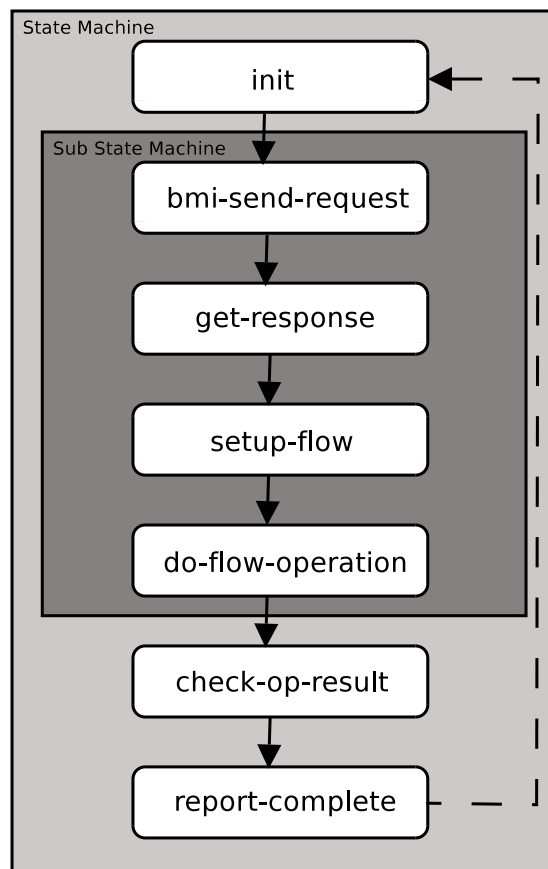 State Machine
init
Sub State Machine
bmi-send-request
get-response
setup-flow
do-flow-operation
check-op-result
report-complete